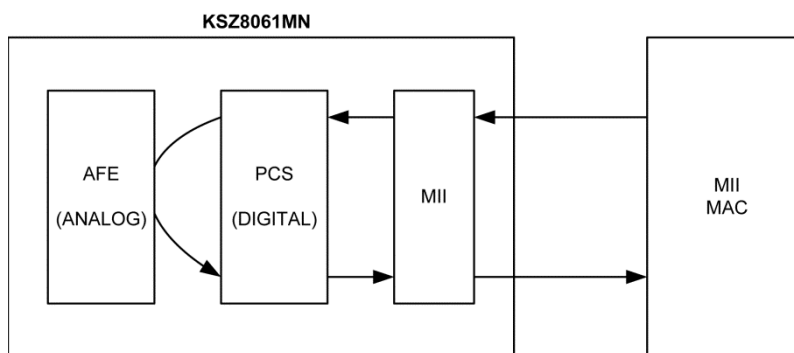 KSZ8061MN
AFE
(ANALOG)
PCS
(DIGITAL)
MII
MII
MAC